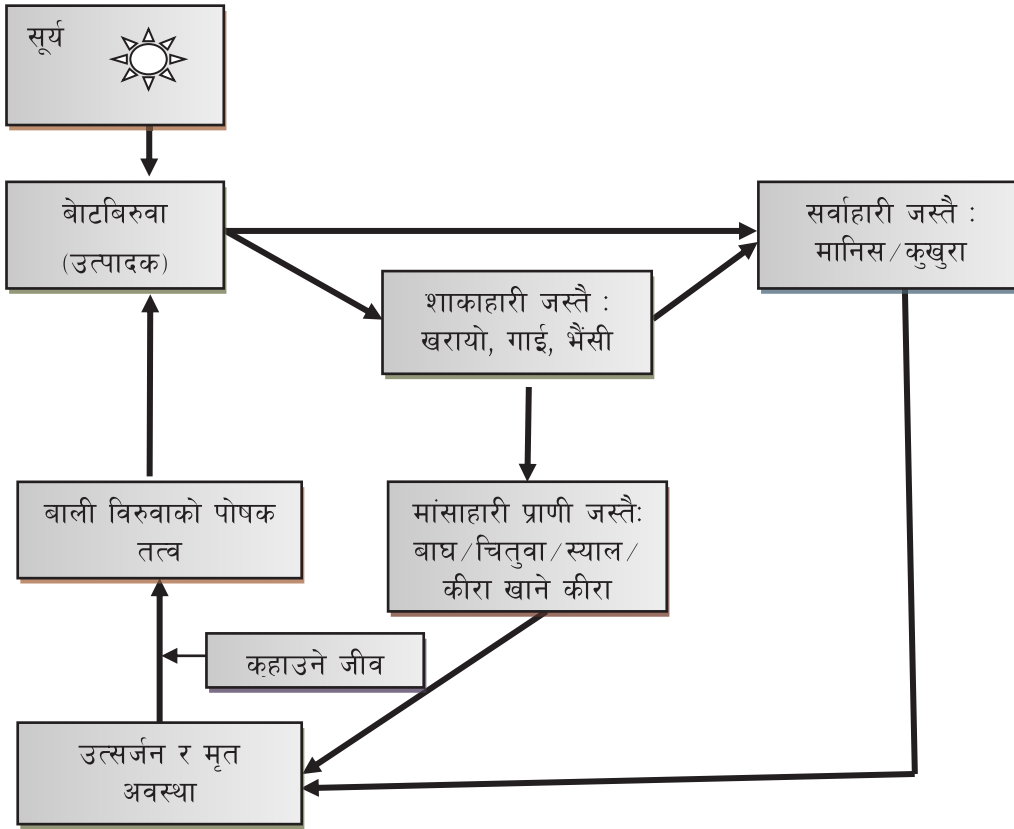 सूर्य
बोटबिरुवा
(उत्पादक)
सर्वाहारी जस्तै :
मानिस/कुखुरा
शाकाहारी जस्तै :
खरायो, गाई, भैंसी
बाली विरुवाको पोषक
तत्व
मांसाहारी प्राणी जस्तैः
बाघ/चितुवा/स्याल/
कीरा खाने कीरा
कुहाउने जीव
उत्सर्जन र मृत
अवस्था